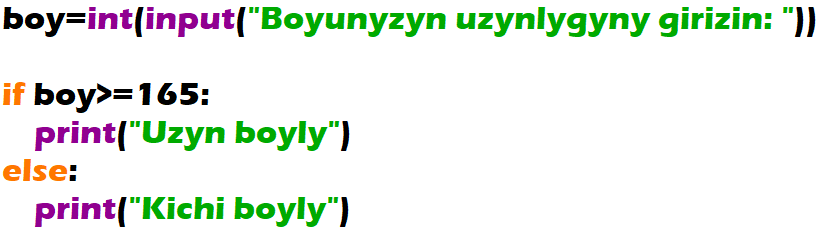 boy=int(input("Boyunyzyn uzynlygyny girizin: "))
if boy>=165:
    print("Uzyn boyly")
else:
    print("Kichi boyly")